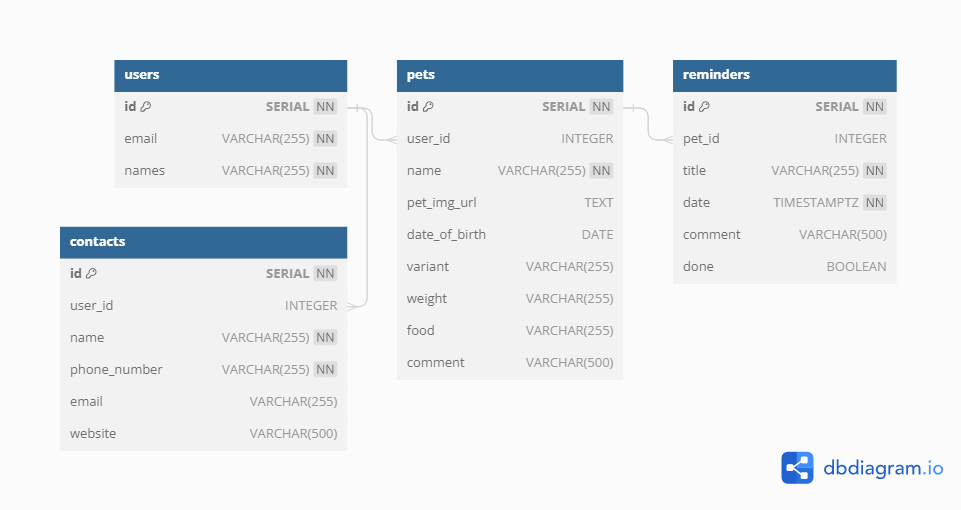 users
id SERIAL NN
email VARCHAR(255) NN
names VARCHAR(255) NN
contacts
id SERIAL NN
user_id INTEGER
name VARCHAR(255) NN
phone_number VARCHAR(255) NN
email VARCHAR(255)
website VARCHAR(500)
pets
id SERIAL NN
user_id INTEGER
name VARCHAR(255) NN
pet_img_url TEXT
date_of_birth DATE
variant VARCHAR(255)
weight VARCHAR(255)
food VARCHAR(255)
comment VARCHAR(500)
reminders
id SERIAL NN
pet_id INTEGER
title VARCHAR(255) NN
date TIMESTAMPTZ NN
comment VARCHAR(500)
done BOOLEAN
dbdiagram.io